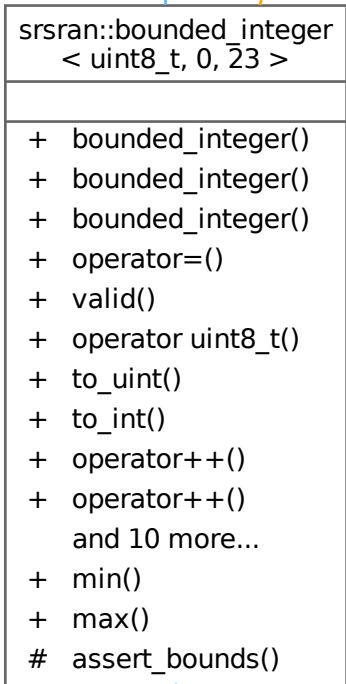 srsran::bounded_integer
< uint8_t, 0, 23 >
+ bounded_integer()
+ bounded_integer()
+ bounded_integer()
+ operator=()
+ valid()
+ operator uint8_t()
+ to_uint()
+ to_int()
+ operator++()
+ operator++()
and 10 more...
+ min()
+ max()
# assert_bounds()